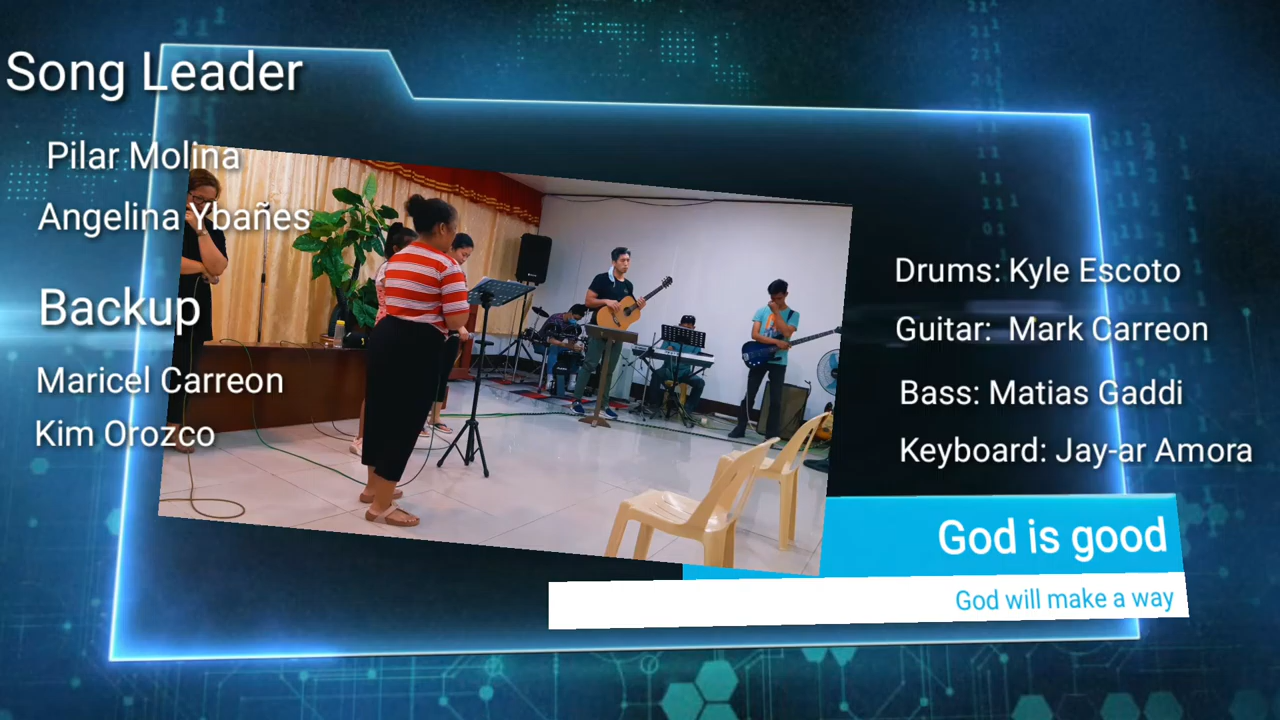 Song Leader
Pilar Molina
Angelina Ybañes
Backup
Maricel Carreon
Kim Orozco
Drums: Kyle Escoto
Guitar: Mark Carreon
Bass: Matias Gaddi
Keyboard: Jay-ar Amora
God is good
God will make a way